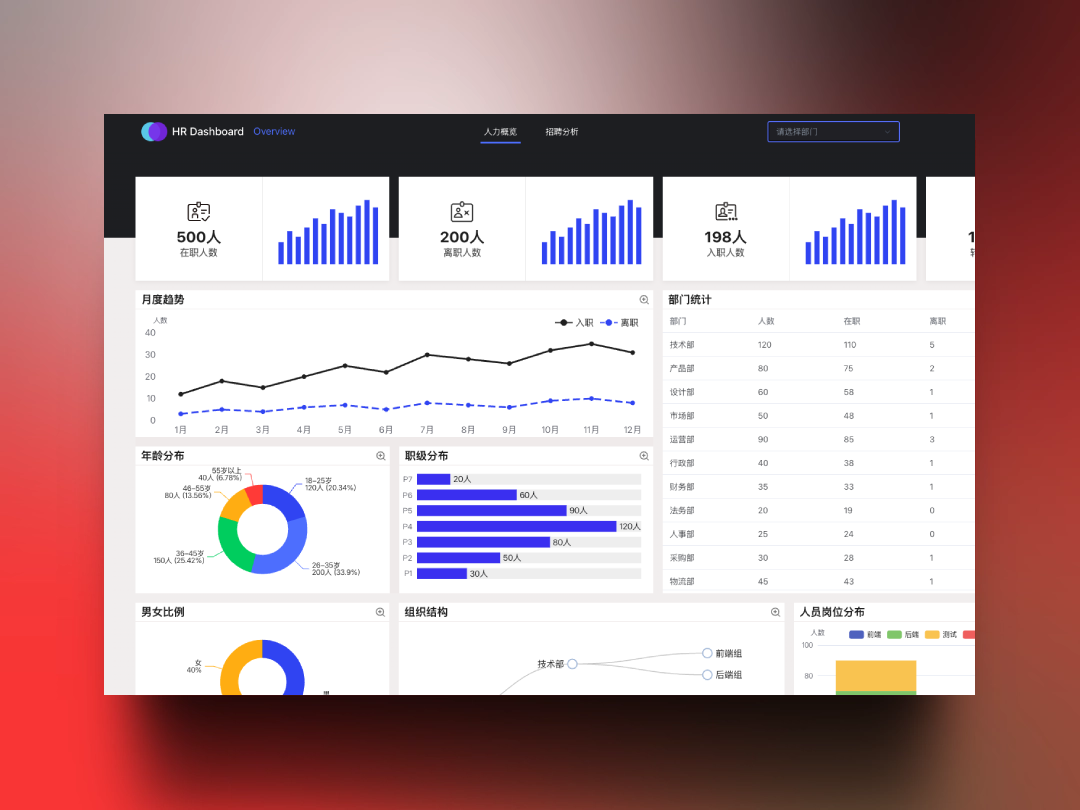 HR Dashboard Overview 人力概览 招聘分析 请选择部门
500人
在职人数
200人
离职人数
198人
入职人数
月度趋势
人数
入职 离职
40
30
20
10
0
1月 2月 3月 4月 5月 6月 7月 8月 9月 10月 11月 12月
部门统计
部门 人数 在职 离职
技术部 120 110 5
产品部 80 75 2
设计部 60 58 1
市场部 50 48 1
运营部 90 85 3
行政部 40 38 1
财务部 35 33 1
法务部 20 19 0
人事部 25 24 0
采购部 30 28 1
物流部 45 43 1
年龄分布
55岁以上
40人 (6.78%)
46-55岁
80人 (13.56%)
18-25岁
120人 (20.34%)
36-45岁
150人 (25.42%)
26-35岁
200人 (33.9%)
职级分布
P7 20人
P6 60人
P5 90人
P4 120人
P3 80人
P2 50人
P1 30人
男女比例
女
40%
组织结构
技术部
前端组
后端组
人员岗位分布
人数
前端 后端 测试
100
80